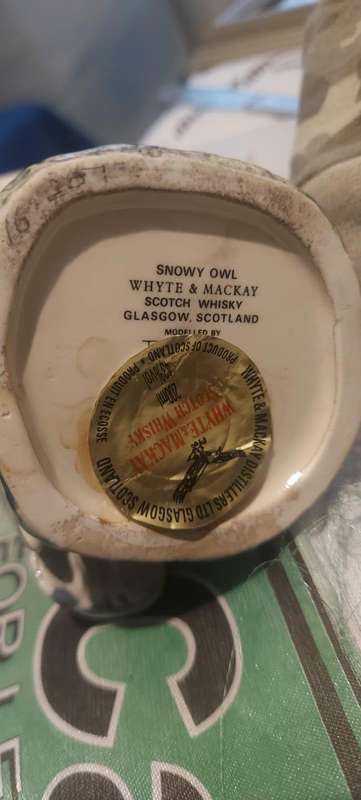 SNOWY OWL
WHYTE & MACKAY
SCOTCH WHISKY
GLASGOW, SCOTLAND
MODELLED BY
PRODUCT OF SCOTLAND • PRODUIT EN ECOSSE
WHYTE & MACKAY DISTILLERS LTD GLASGOW SCOTLAND
200ml
WHYTE & MACKAY
SCOTCH WHISKY